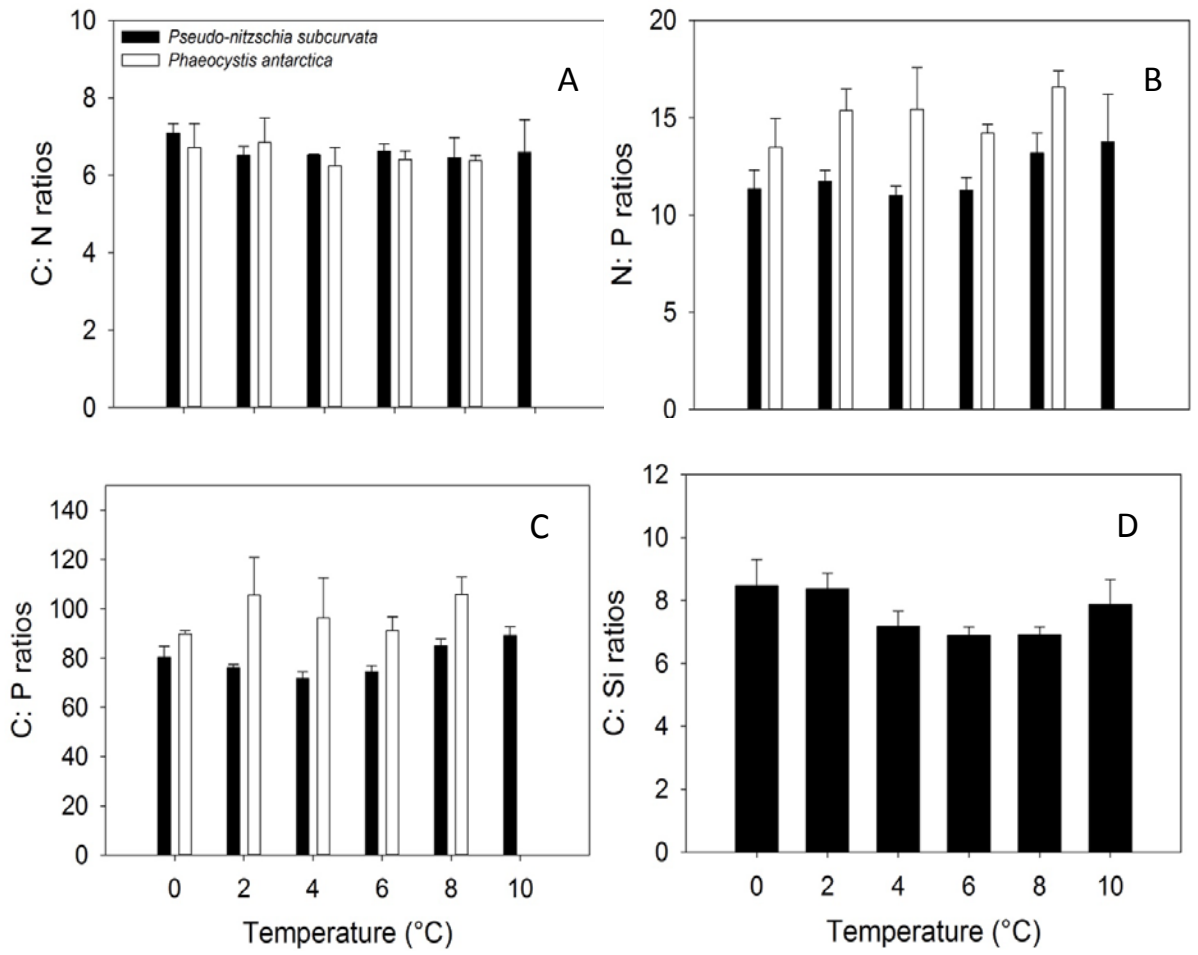 10
8
6
4
2
0
C: N ratios
Pseudo-nitzschia subcurvata
Phaeocystis antarctica
A
20
15
10
5
0
N: P ratios
B
140
120
100
80
60
40
20
0
C: P ratios
C
0 2 4 6 8 10
Temperature (°C)
12
10
8
6
4
2
0
C: Si ratios
D
0 2 4 6 8 10
Temperature (°C)